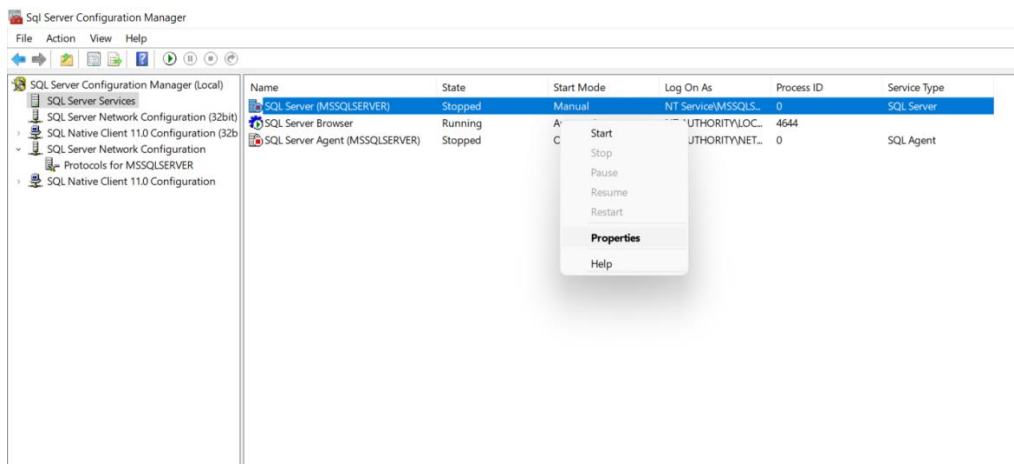 Sql Server Configuration Manager
File Action View Help
SQL Server Configuration Manager (Local)
SQL Server Services
SQL Server Network Configuration (32bit)
SQL Native Client 11.0 Configuration (32b
SQL Server Network Configuration
Protocols for MSSQLSERVER
SQL Native Client 11.0 Configuration
Name State Start Mode Log On As Process ID Service Type
SQL Server (MSSQLSERVER) Stopped Manual NT Service\MSSQLS... 0 SQL Server
SQL Server Browser Running 4644
SQL Server Agent (MSSQLSERVER) Stopped 0 SQL Agent
Start
Stop
Pause
Resume
Restart
Properties
Help